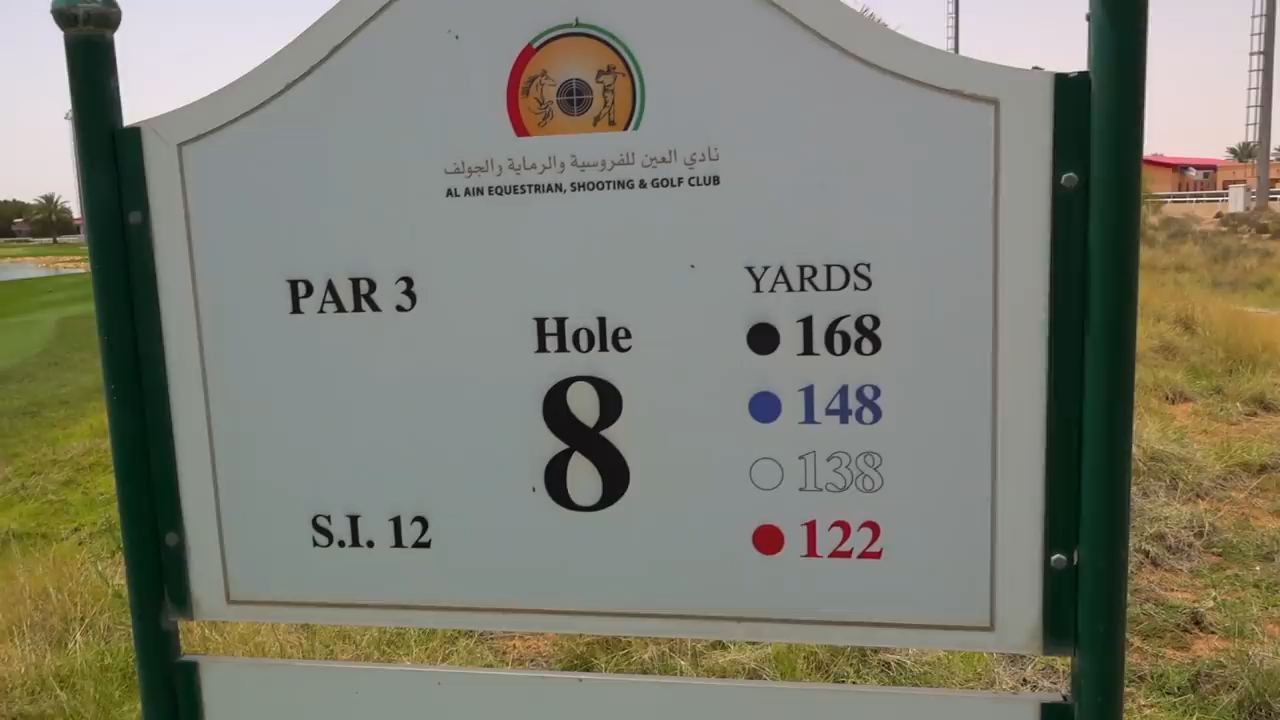 نادي العين للفروسية والرماية والجولف
AL AIN EQUESTRIAN, SHOOTING & GOLF CLUB
PAR 3
Hole
8
S.I. 12
YARDS
168
148
138
122